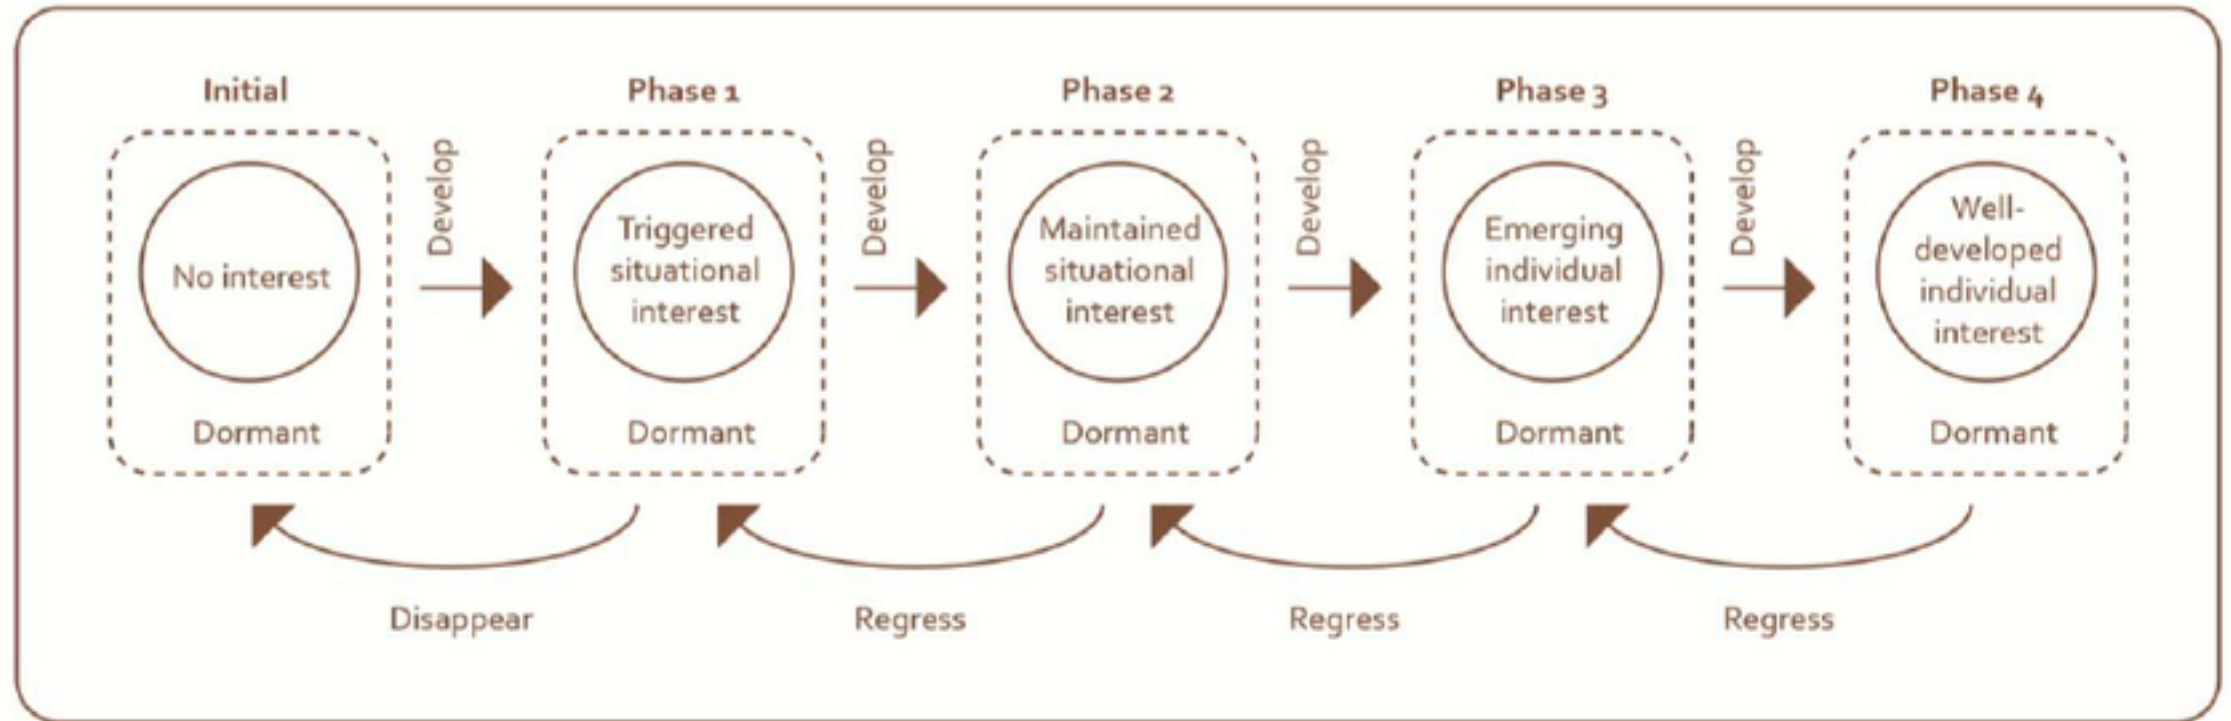 Initial
Phase 1
Phase 2
Phase 3
Phase 4
No interest
Develop
Triggered
situational
interest
Develop
Maintained
situational
interest
Develop
Emerging
individual
interest
Develop
Well-
developed
individual
interest
Dormant
Dormant
Dormant
Dormant
Dormant
Disappear
Regress
Regress
Regress